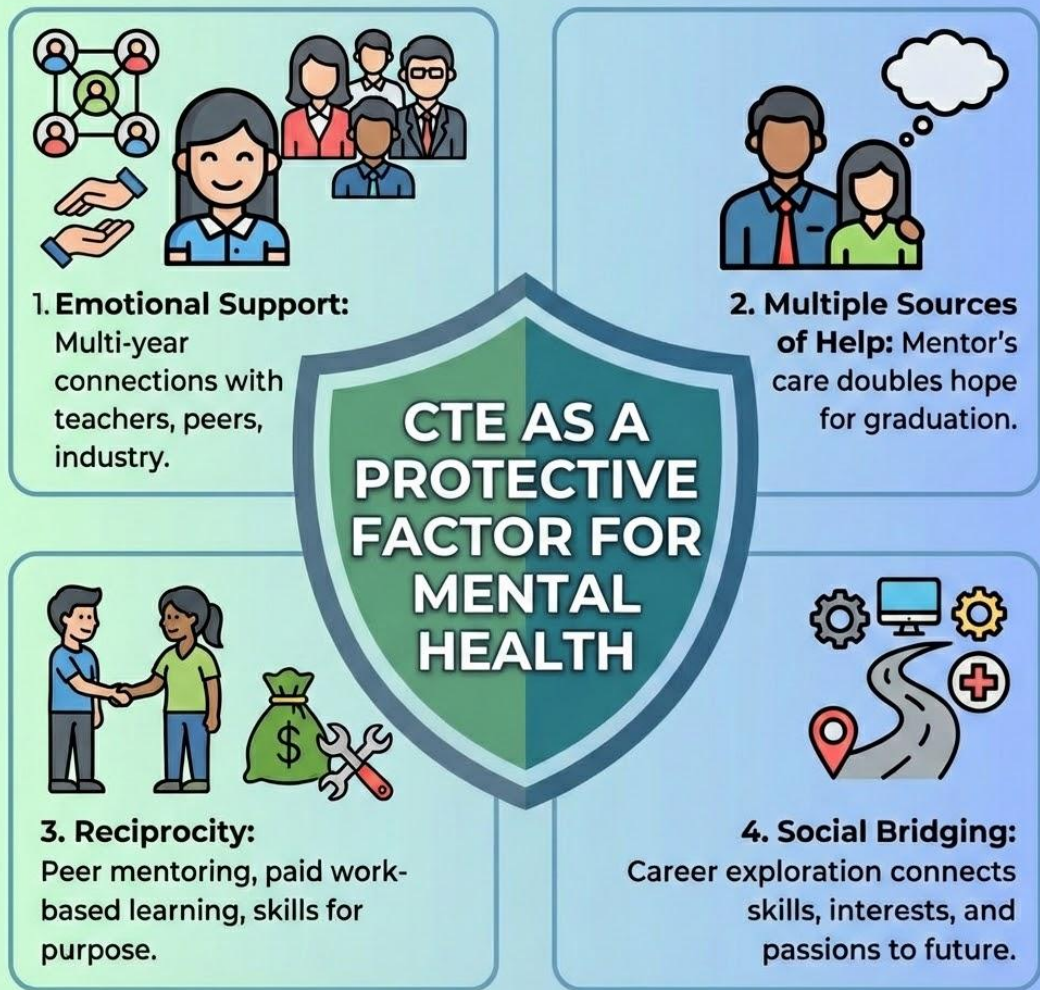 1. Emotional Support:
Multi-year
connections with
teachers, peers,
industry.
2. Multiple Sources
of Help: Mentor's
care doubles hope
for graduation.
CTE AS A
PROTECTIVE
FACTOR FOR
MENTAL
HEALTH
$
3. Reciprocity:
Peer mentoring, paid work-
based learning, skills for
purpose.
4. Social Bridging:
Career exploration connects
skills, interests, and
passions to future.